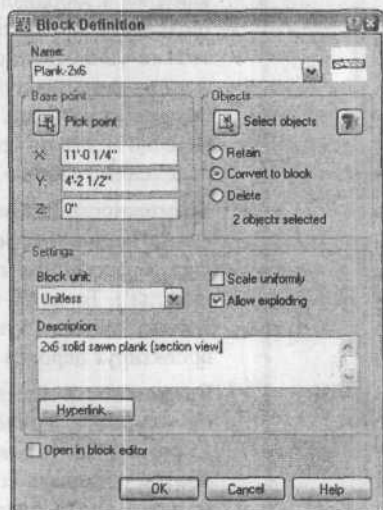 Block Definition
Name:
Plank-2x6
Base point
Pick point
X: 11'-0 1/4"
Y: 4'-2 1/2"
Z: 0"
Objects
Select objects
Retain
Convert to block
Delete
2 objects selected
Settings
Block unit:
Unitless
Scale uniformly
Allow exploding
Description:
2x6 solid sawn plank (section view)
Hyperlink...
Open in block editor
OK Cancel Help